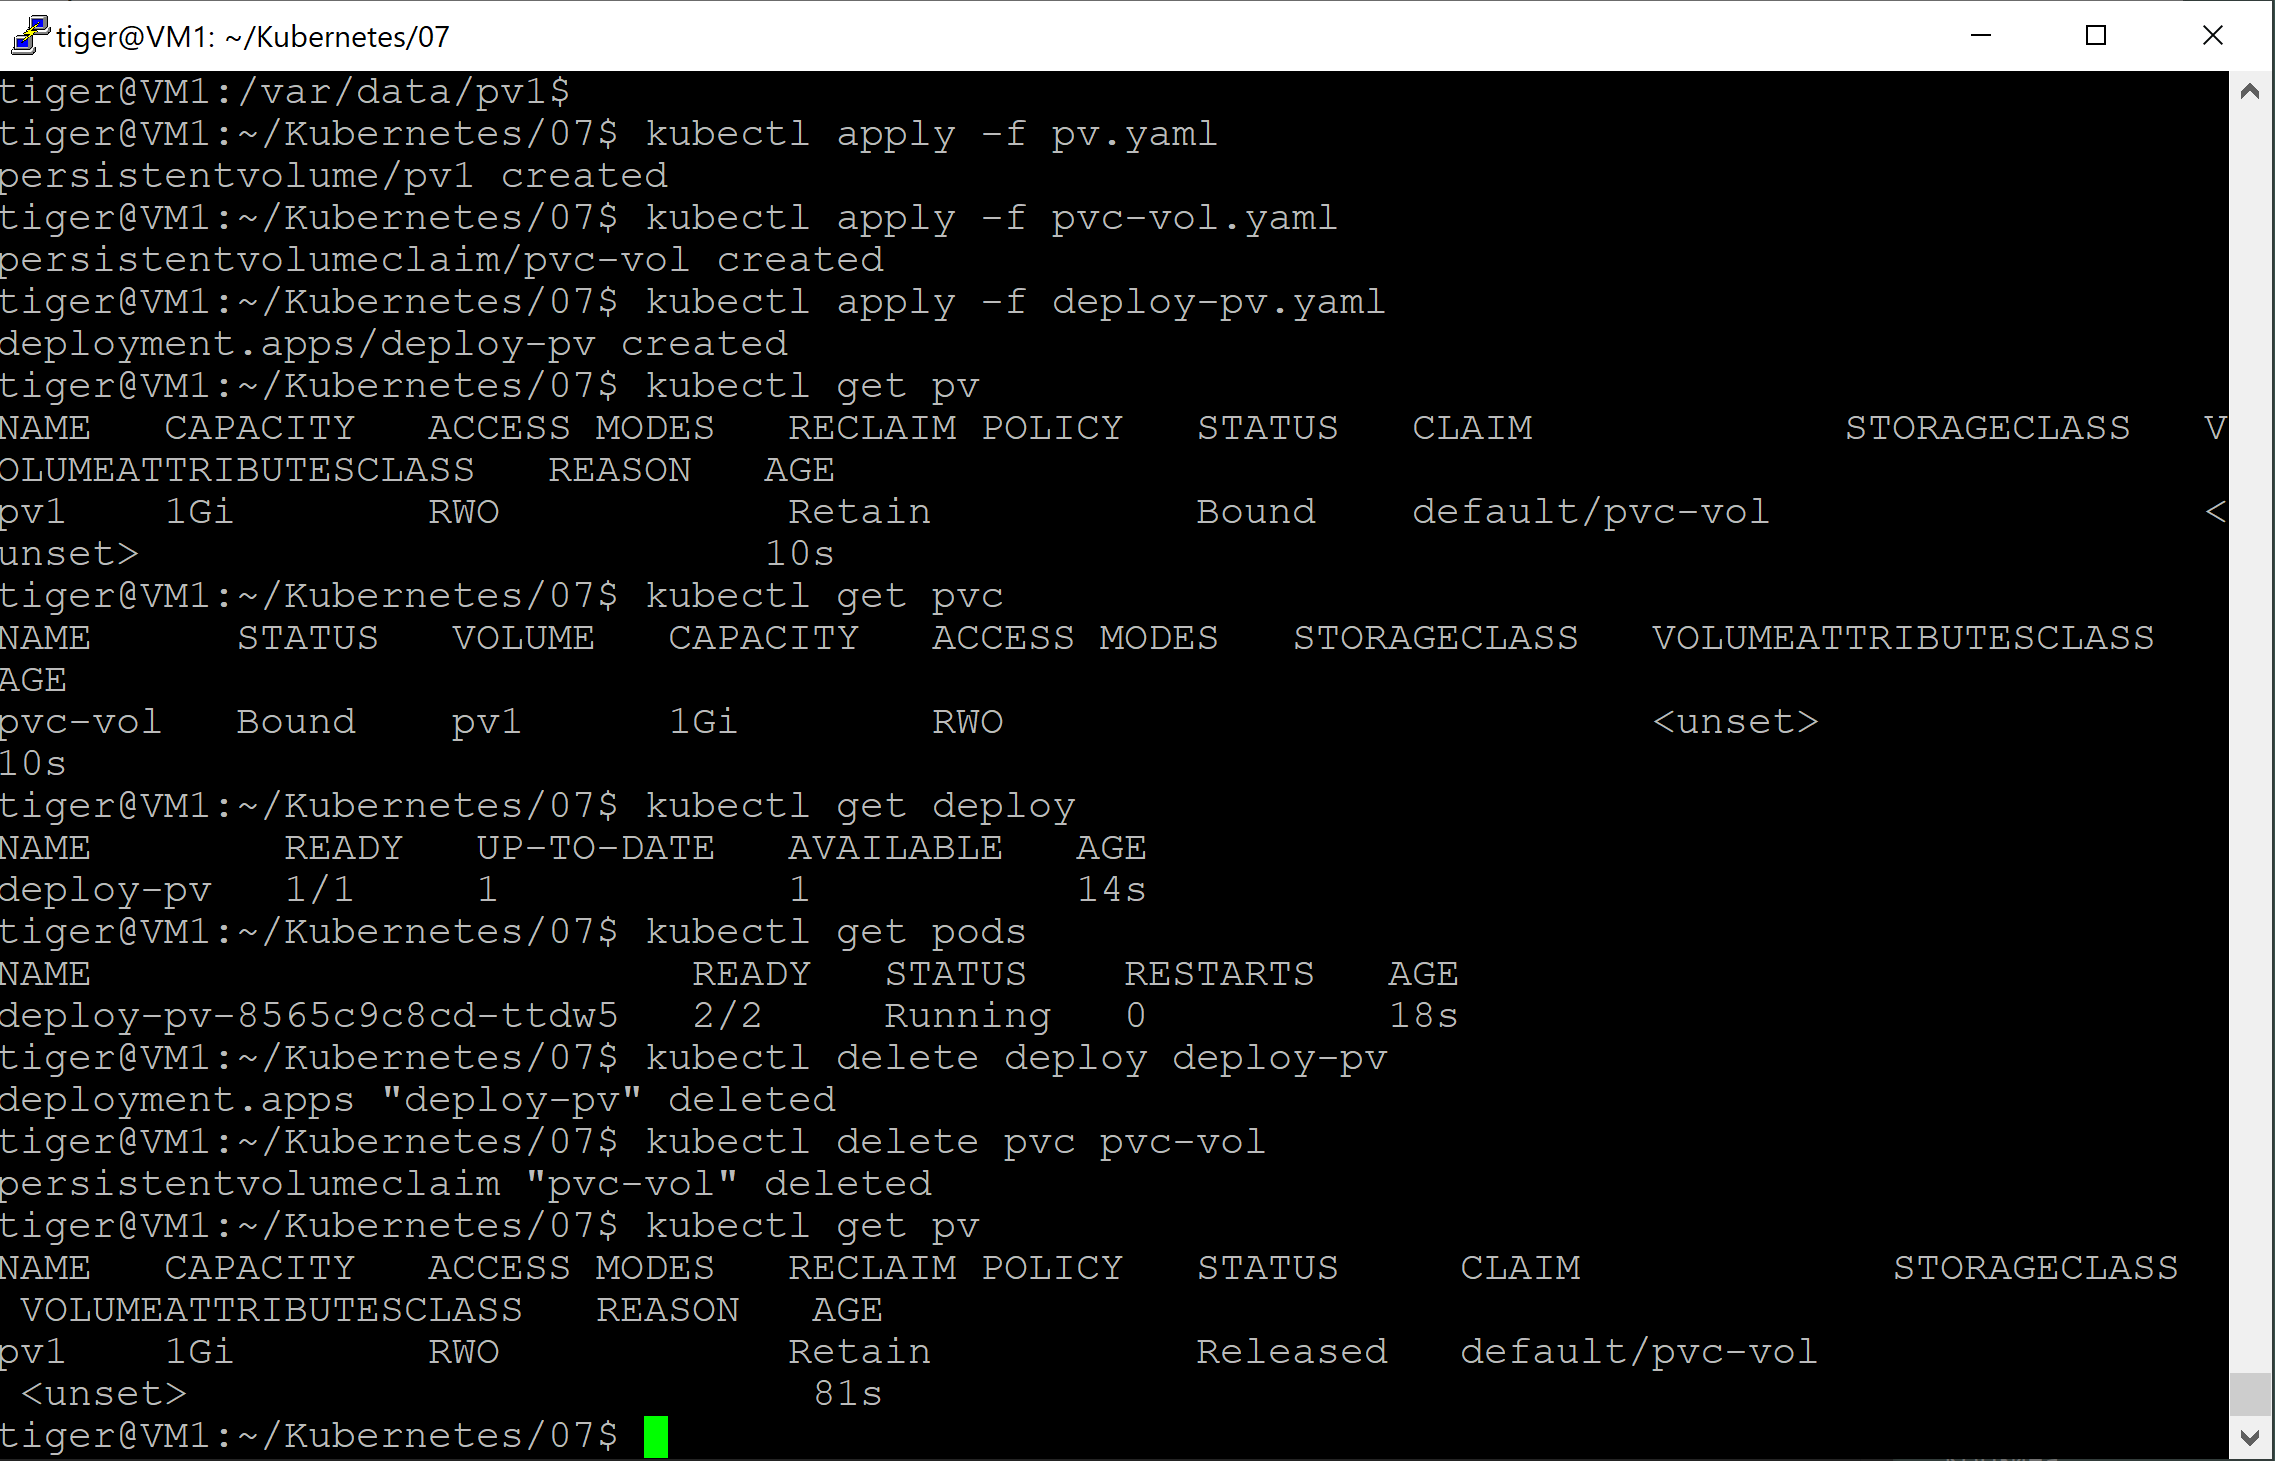 tiger@VM1: ~/Kubernetes/07
tiger@VM1:/var/data/pv1$
tiger@VM1:~/Kubernetes/07$ kubectl apply -f pv.yaml
persistentvolume/pv1 created
tiger@VM1:~/Kubernetes/07$ kubectl apply -f pvc-vol.yaml
persistentvolumeclaim/pvc-vol created
tiger@VM1:~/Kubernetes/07$ kubectl apply -f deploy-pv.yaml
deployment.apps/deploy-pv created
tiger@VM1:~/Kubernetes/07$ kubectl get pv
NAME   CAPACITY   ACCESS MODES   RECLAIM POLICY   STATUS   CLAIM             STORAGECLASS   V
OLUMEATTRIBUTESCLASS   REASON   AGE
pv1    1Gi        RWO            Retain           Bound    default/pvc-vol                  <
unset>                          10s
tiger@VM1:~/Kubernetes/07$ kubectl get pvc
NAME      STATUS   VOLUME   CAPACITY   ACCESS MODES   STORAGECLASS   VOLUMEATTRIBUTESCLASS
AGE
pvc-vol   Bound    pv1      1Gi        RWO                           <unset>
10s
tiger@VM1:~/Kubernetes/07$ kubectl get deploy
NAME        READY   UP-TO-DATE   AVAILABLE   AGE
deploy-pv   1/1     1            1           14s
tiger@VM1:~/Kubernetes/07$ kubectl get pods
NAME                         READY   STATUS    RESTARTS   AGE
deploy-pv-8565c9c8cd-ttdw5   2/2     Running   0          18s
tiger@VM1:~/Kubernetes/07$ kubectl delete deploy deploy-pv
deployment.apps "deploy-pv" deleted
tiger@VM1:~/Kubernetes/07$ kubectl delete pvc pvc-vol
persistentvolumeclaim "pvc-vol" deleted
tiger@VM1:~/Kubernetes/07$ kubectl get pv
NAME   CAPACITY   ACCESS MODES   RECLAIM POLICY   STATUS     CLAIM             STORAGECLASS
 VOLUMEATTRIBUTESCLASS   REASON   AGE
pv1    1Gi        RWO            Retain           Released   default/pvc-vol
 <unset>                          81s
tiger@VM1:~/Kubernetes/07$